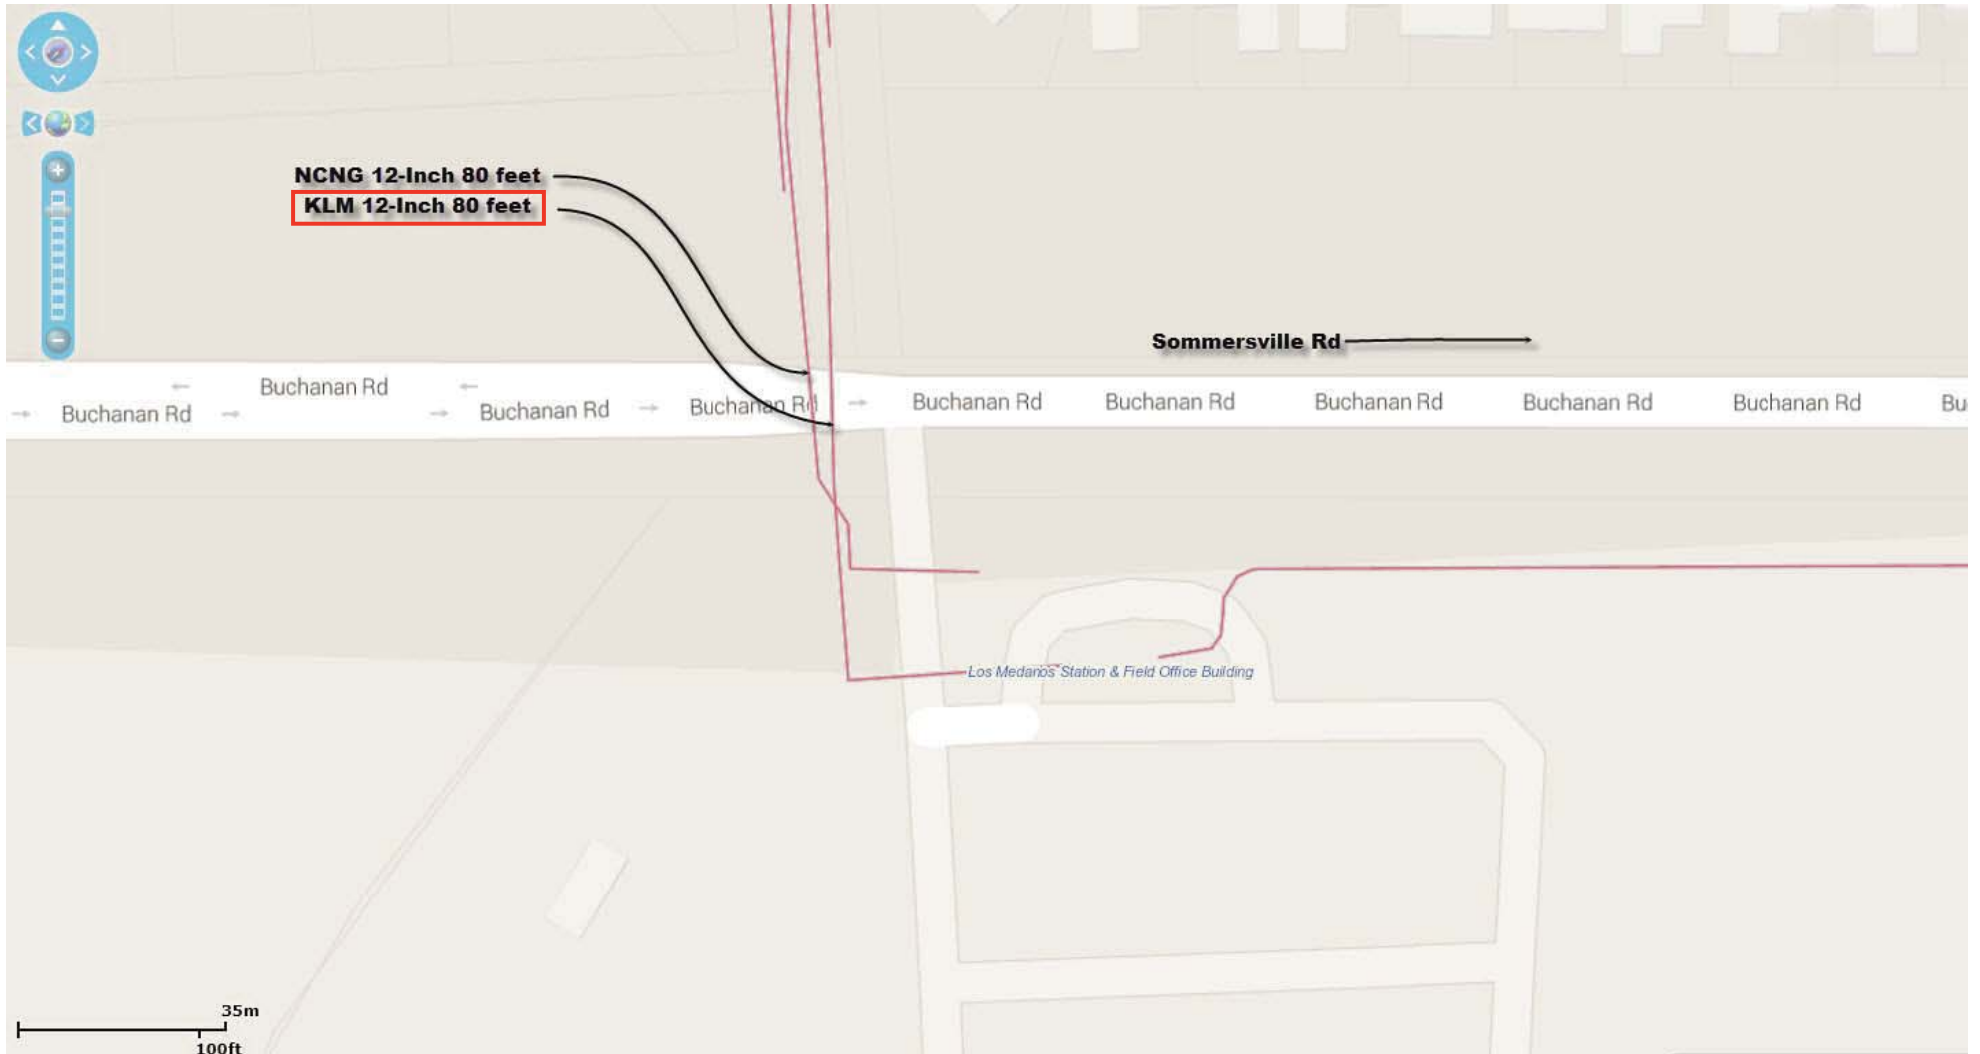 NCNG 12-Inch 80 feet
KLM 12-Inch 80 feet
Sommersville Rd
Buchanan Rd
Buchanan Rd
Buchanan Rd
Buchanan Rd
Buchanan Rd
Buchanan Rd
Buchanan Rd
Buchanan Rd
Buchanan Rd
Bu
Los Medanos Station & Field Office Building
35m
100ft